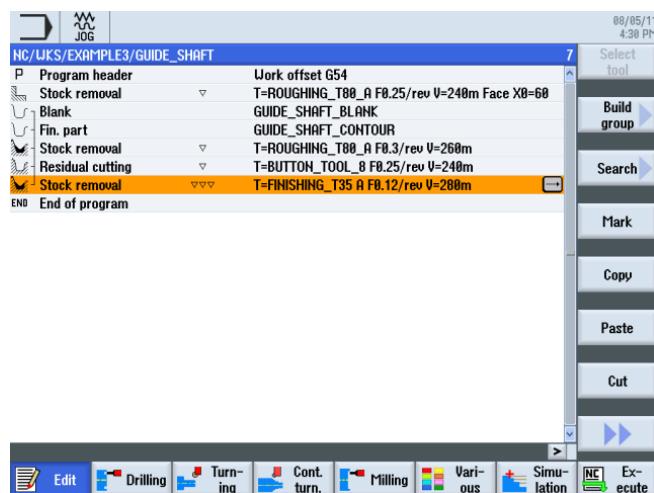 JOG
08/05/1
4:30 PM
NC/WKS/EXAMPLE3/GUIDE_SHAFT 7
Select
tool
P Program header Work offset G54
Stock removal ▽ T=ROUGHING_T80_A F0.25/rev V=240m Face X0=60
Blank GUIDE_SHAFT_BLANK
Build
group
Fin. part GUIDE_SHAFT_CONTOUR
Stock removal ▽ T=ROUGHING_T80_A F0.3/rev V=260m
Residual cutting ▽ T=BUTTON_TOOL_8 F0.25/rev V=240m
Search
Stock removal ▽▽▽ T=FINISHING_T35 A F0.12/rev V=280m
END End of program
Mark
Copy
Paste
Cut
Edit
Drilling
Turn-
ing
Cont.
turn.
Milling
Vari-
ous
Simu-
lation
NC
Ex-
ecute